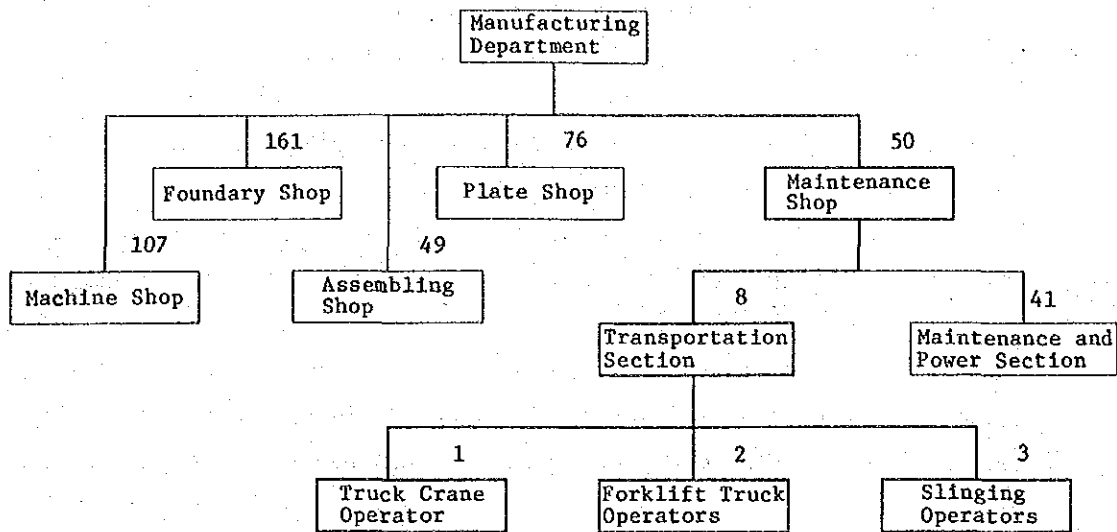 Manufacturing
Department
161
76
50
Foundary Shop
Plate Shop
Maintenance
Shop
107
49
Machine Shop
Assembling
Shop
8
41
Transportation
Section
Maintenance and
Power Section
1
2
3
Truck Crane
Operator
Forklift Truck
Operators
Slinging
Operators